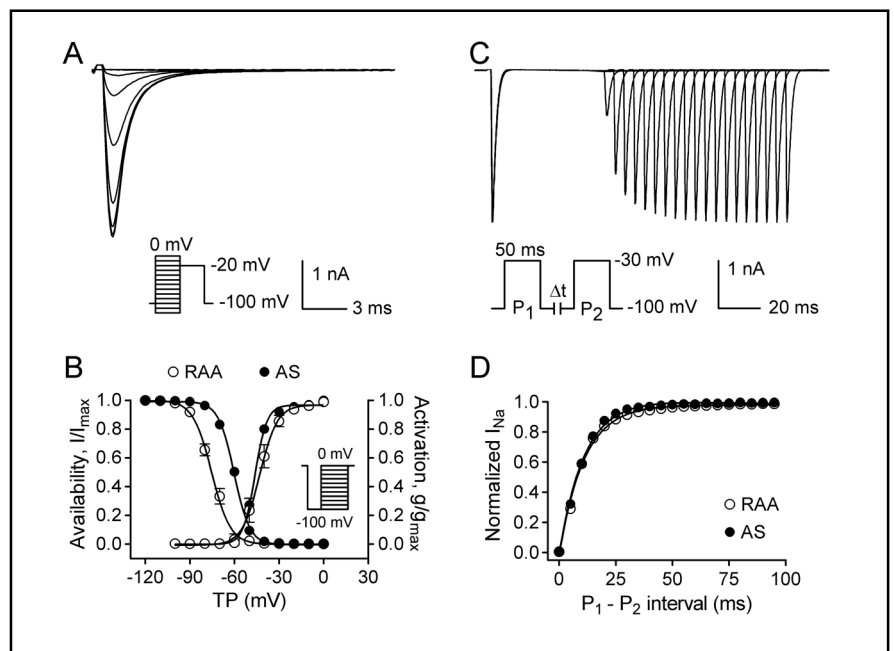 A
0 mV
-20 mV
-100 mV
1 nA
3 ms
C
50 ms
-30 mV
Δt
P1
P2
-100 mV
1 nA
20 ms
B
RAA
AS
Availability, I/Imax
1.0
0.8
0.6
0.4
0.2
0.0
-120
-90
-60
-30
0
30
TP (mV)
1.0
0.8
0.6
0.4
0.2
0.0
Activation, g/gmax
0 mV
-100 mV
D
Normalized INa
1.0
0.8
0.6
0.4
0.2
0.0
RAA
AS
0
25
50
75
100
P1 - P2 interval (ms)